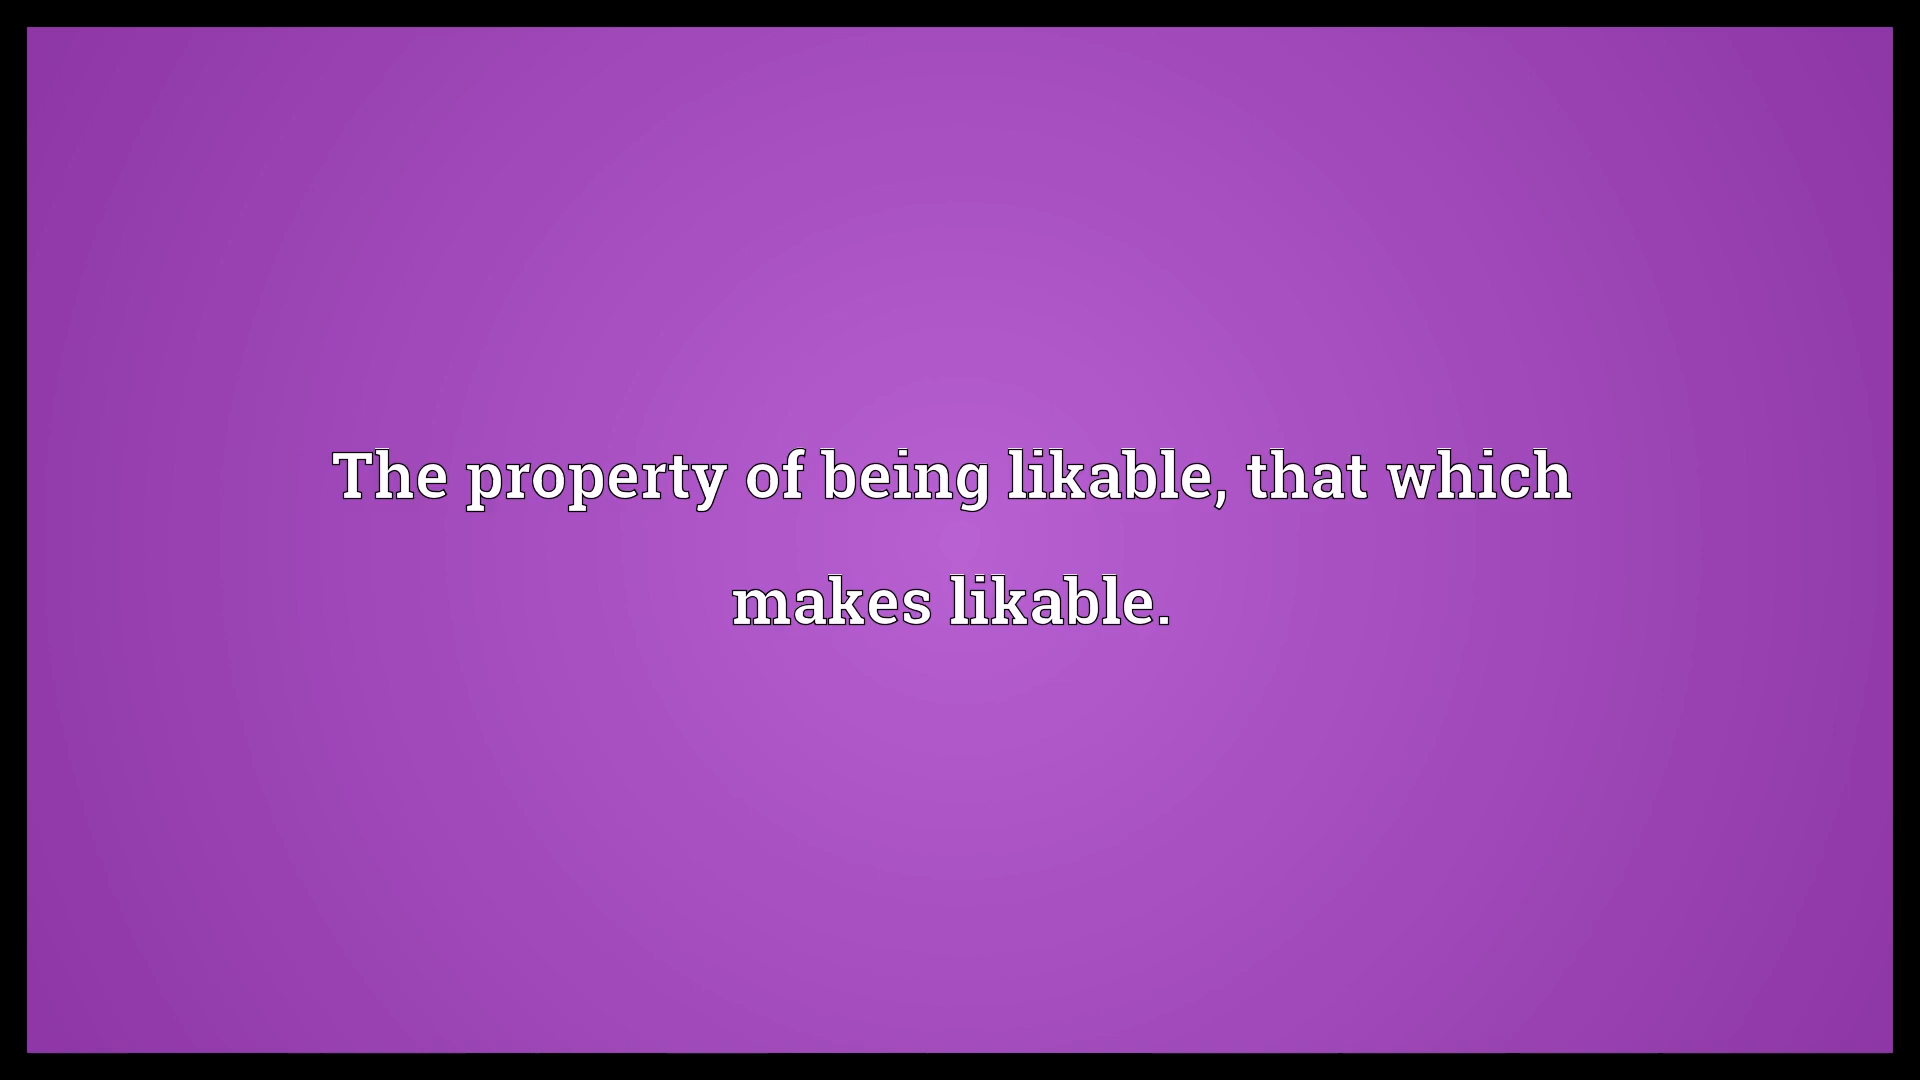 The property of being likable, that which
makes likable.